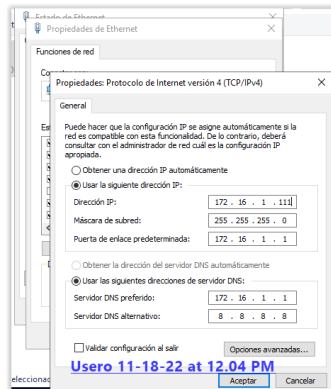 Estado de Ethernet
Propiedades de Ethernet
Funciones de red
Propiedades: Protocolo de Internet versión 4 (TCP/IPv4)
General
Puede hacer que la configuración IP se asigne automáticamente si la
red es compatible con esta funcionalidad. De lo contrario, deberá
consultar con el administrador de red cuál es la configuración IP
apropiada.
Obtener una dirección IP automáticamente
Usar la siguiente dirección IP:
Dirección IP: 172 . 16 . 1 . 111
Máscara de subred: 255 . 255 . 255 . 0
Puerta de enlace predeterminada: 172 . 16 . 1 . 1
Obtener la dirección del servidor DNS automáticamente
Usar las siguientes direcciones de servidor DNS:
Servidor DNS preferido: 172 . 16 . 1 . 1
Servidor DNS alternativo: 8 . 8 . 8 . 8
Validar configuración al salir
Opciones avanzadas...
Usero 11-18-22 at 12.04 PM
Aceptar Cancelar